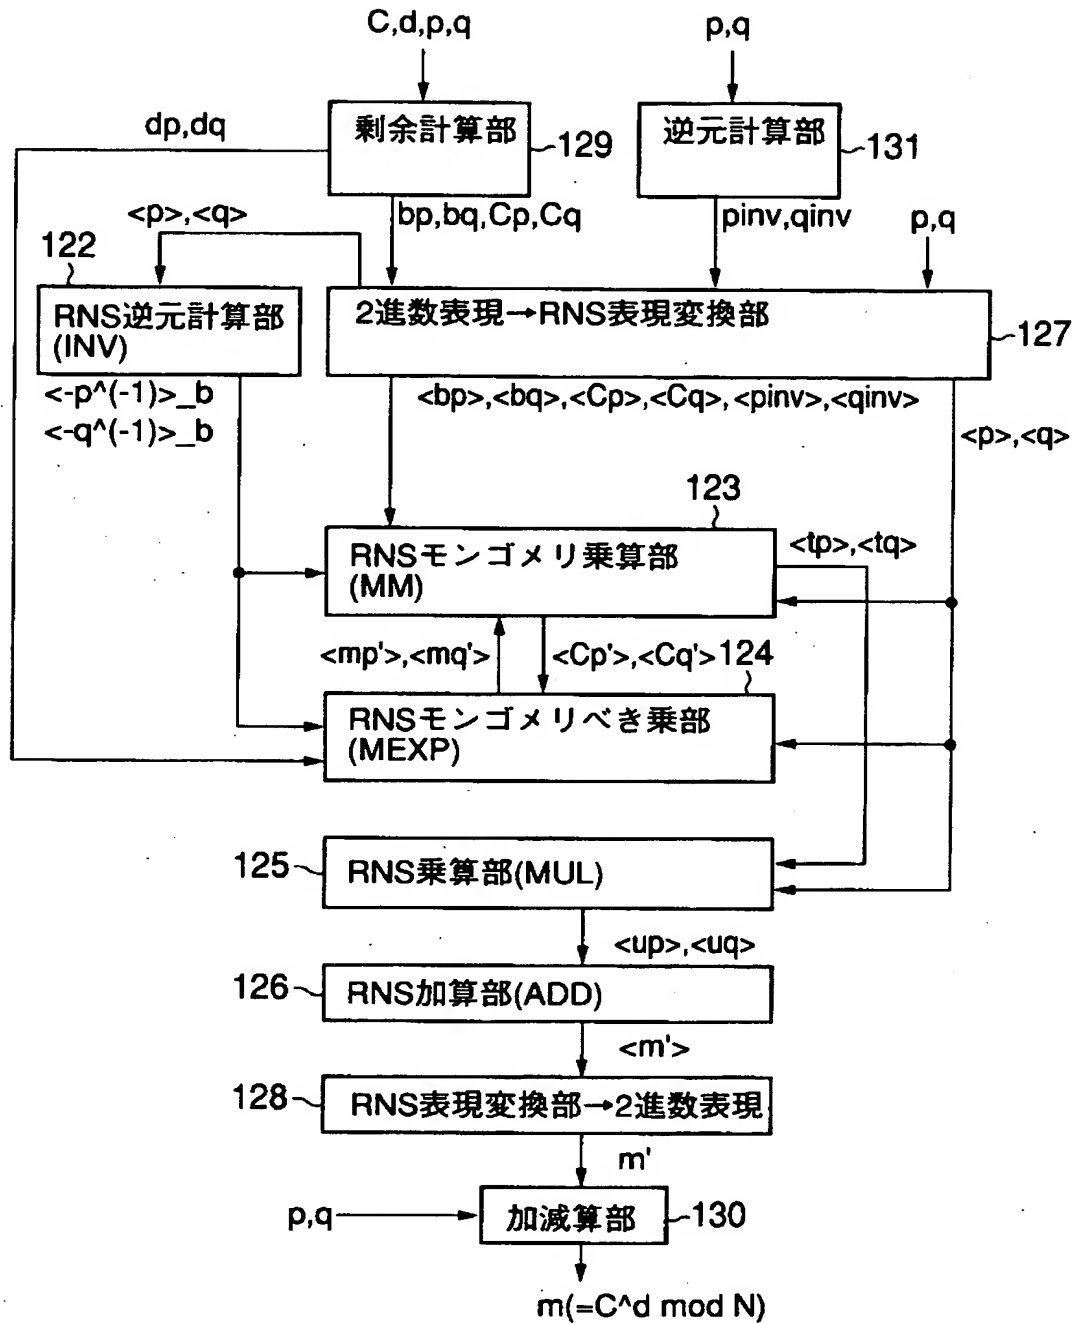 C,d,p,q
p,q
dp,dq
剰余計算部
129
逆元計算部
131
<p>,<q>
bp,bq,Cp,Cq
pinv,qinv
p,q
122
RNS逆元計算部
(INV)
2進数表現→RNS表現変換部
127
<-p^(-1)>_b
<-q^(-1)>_b
<bp>,<bq>,<Cp>,<Cq>,<pinv>,<qinv>
<p>,<q>
123
RNSモンゴメリ乗算部
(MM)
<tp>,<tq>
<mp'>,<mq'>
<Cp'>,<Cq'>
124
RNSモンゴメリべき乗部
(MEXP)
125
RNS乗算部(MUL)
<up>,<uq>
126
RNS加算部(ADD)
<m'>
128
RNS表現変換部→2進数表現
m'
p,q
加減算部
130
m(=C^d mod N)